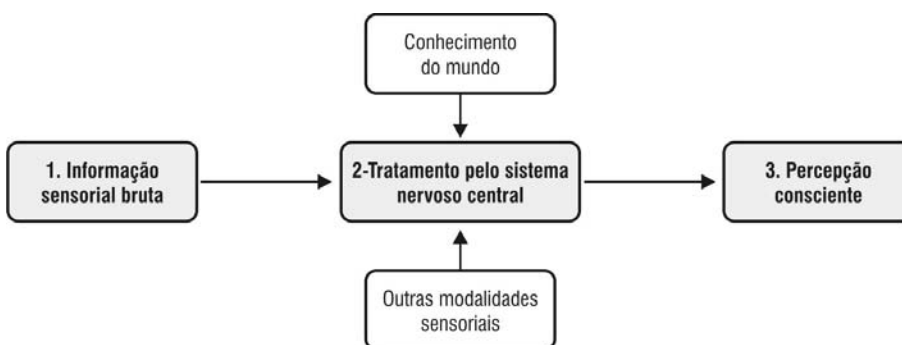 Conhecimento
do mundo
1. Informação
sensorial bruta
2-Tratamento pelo sistema
nervoso central
3. Percepção
consciente
Outras modalidades
sensoriais